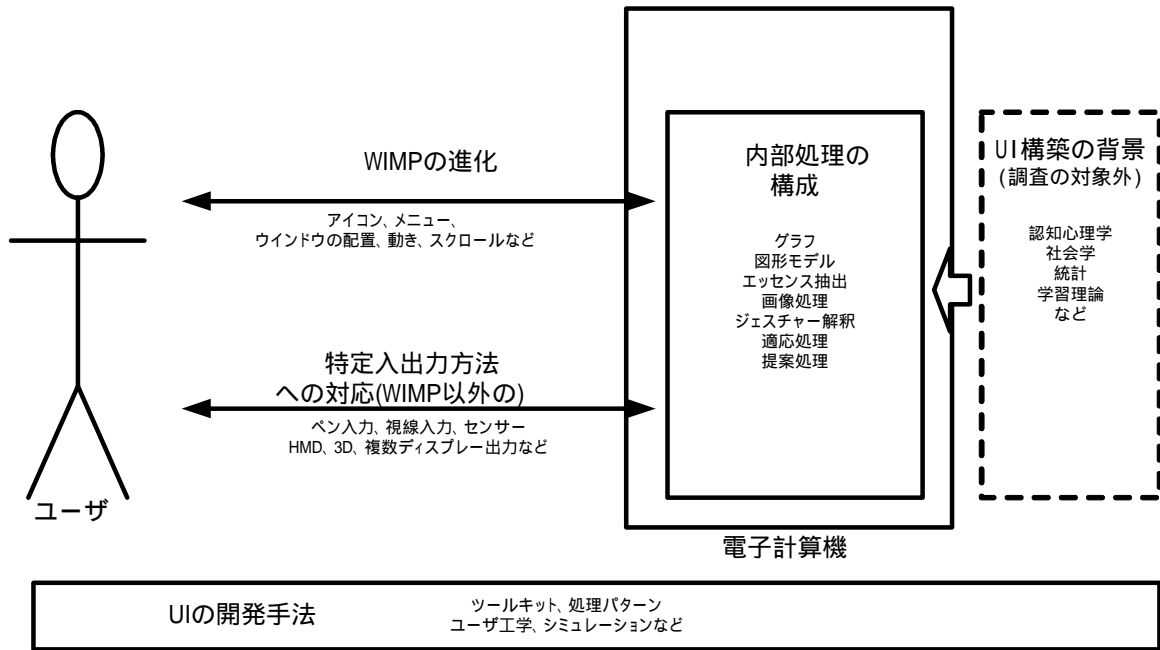 WIMPの進化
アイコン、メニュー、
ウインドウの配置、動き、スクロールなど
特定入出力方法
への対応(WIMP以外の)
ペン入力、視線入力、センサー
HMD、3D、複数ディスプレー出力など
ユーザ
内部処理の
構成
グラフ
図形モデル
エッセンス抽出
画像処理
ジェスチャー解釈
適応処理
提案処理
電子計算機
UI構築の背景
(調査の対象外)
認知心理学
社会学
統計
学習理論
など
UIの開発手法
ツールキット、処理パターン
ユーザ工学、シミュレーションなど